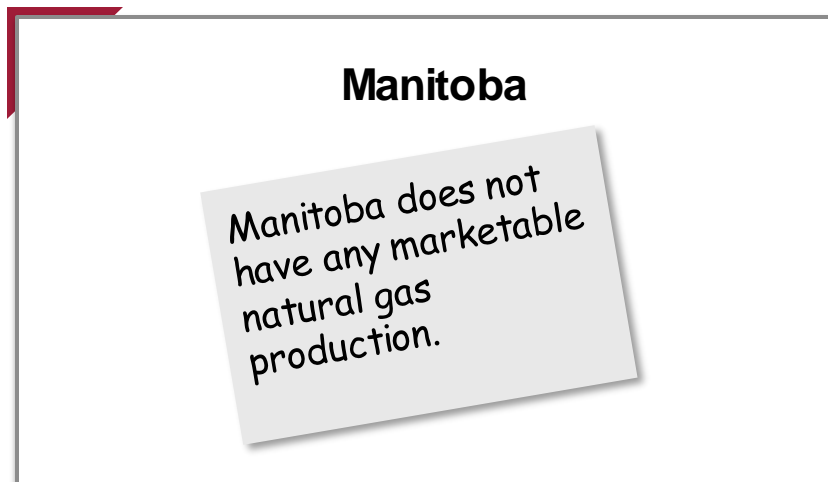 Manitoba
Manitoba does not
have any marketable
natural gas
production.